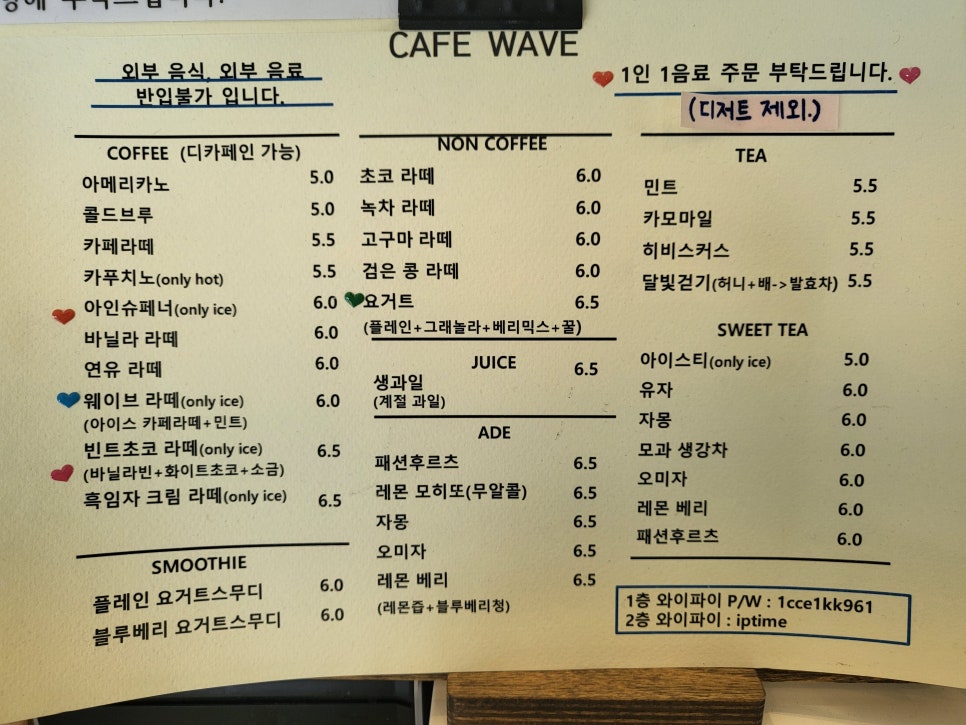 부탁드립니다.
CAFE WAVE
외부 음식, 외부 음료
반입불가 입니다.
1인 1음료 주문 부탁드립니다.
(디저트 제외.)
COFFEE (디카페인 가능)
아메리카노 5.0
콜드브루 5.0
카페라떼 5.5
카푸치노(only hot) 5.5
아인슈페너(only ice) 6.0
바닐라 라떼 6.0
연유 라떼 6.0
웨이브 라떼(only ice) 6.0
(아이스 카페라떼+민트)
빈트초코 라떼(only ice) 6.5
(바닐라빈+화이트초코+소금)
흑임자 크림 라떼(only ice) 6.5
SMOOTHIE
플레인 요거트스무디 6.0
블루베리 요거트스무디 6.0
NON COFFEE
초코 라떼 6.0
녹차 라떼 6.0
고구마 라떼 6.0
검은 콩 라떼 6.0
요거트 6.5
(플레인+그래놀라+베리믹스+꿀)
JUICE
생과일 6.5
(계절 과일)
ADE
패션후르츠 6.5
레몬 모히또(무알콜) 6.5
자몽 6.5
오미자 6.5
레몬 베리 6.5
(레몬즙+블루베리청)
TEA
민트 5.5
카모마일 5.5
히비스커스 5.5
달빛걷기(허니+배->발효차) 5.5
SWEET TEA
아이스티(only ice) 5.0
유자 6.0
자몽 6.0
모과 생강차 6.0
오미자 6.0
레몬 베리 6.0
패션후르츠 6.0
1층 와이파이 P/W : 1cce1kk961
2층 와이파이 : iptime